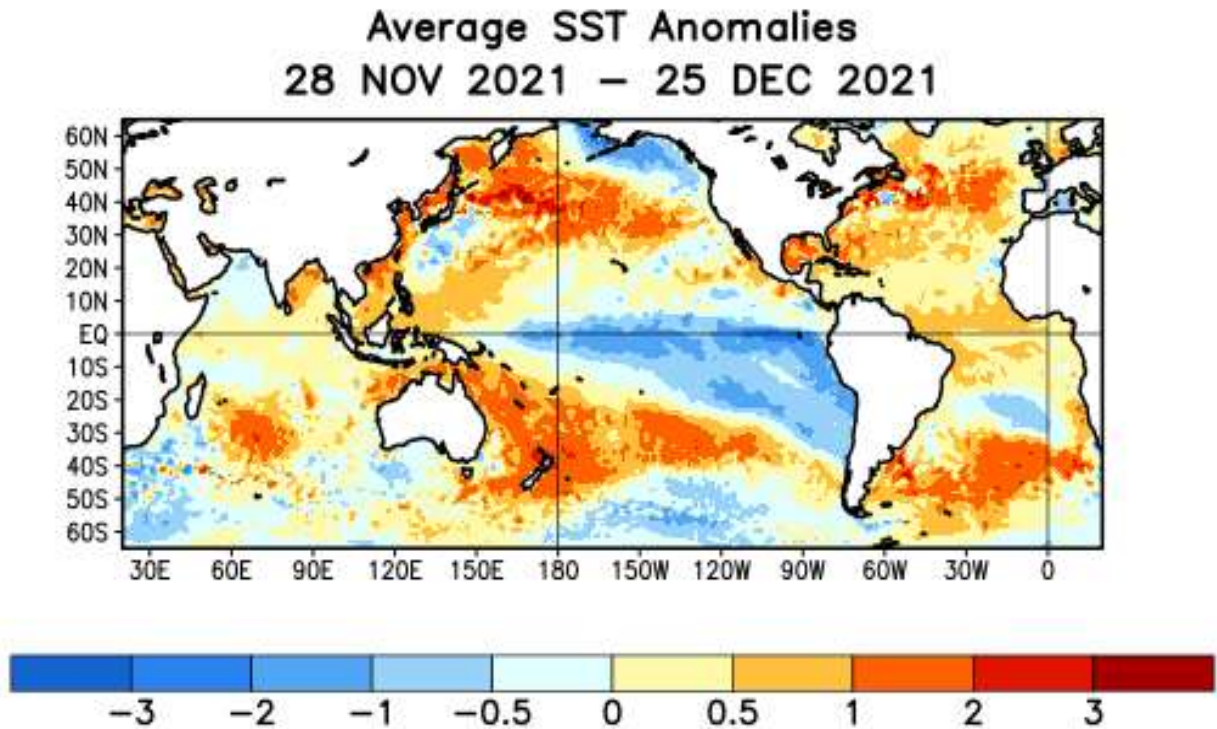 Average SST Anomalies
28 NOV 2021 – 25 DEC 2021
60N
50N
40N
30N
20N
10N
EQ
10S
20S
30S
40S
50S
60S
30E 60E 90E 120E 150E 180 150W 120W 90W 60W 30W 0
−3 −2 −1 −0.5 0 0.5 1 2 3